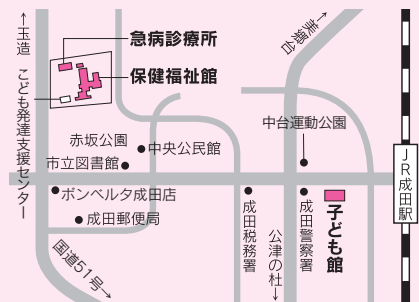 ←玉造
こども発達支援センター
急病診療所
保健福祉館
→美郷台
赤坂公園
中央公民館
中台運動公園
市立図書館
ボンベルタ成田店
成田郵便局
国道51号→
成田税務署
公津の杜→
成田警察署
子ども館
JR成田駅